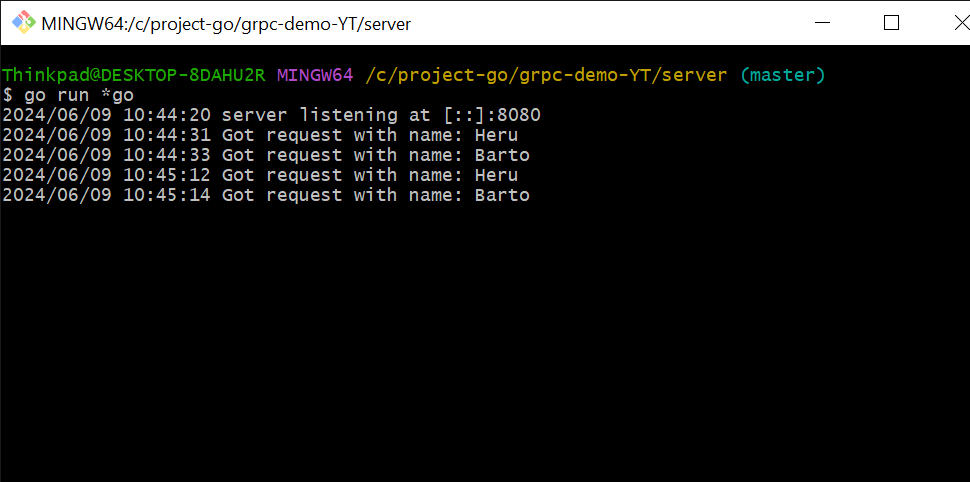 MINGW64:/c/project-go/grpc-demo-YT/server
Thinkpad@DESKTOP-8DAHU2R MINGW64 /c/project-go/grpc-demo-YT/server (master)
$ go run *go
2024/06/09 10:44:20 server listening at [::]:8080
2024/06/09 10:44:31 Got request with name: Heru
2024/06/09 10:44:33 Got request with name: Barto
2024/06/09 10:45:12 Got request with name: Heru
2024/06/09 10:45:14 Got request with name: Barto